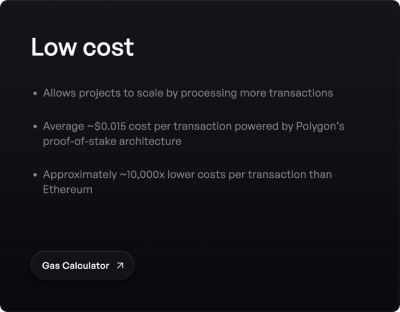 Low cost
• Allows projects to scale by processing more transactions
• Average ~$0.015 cost per transaction powered by Polygon's
proof-of-stake architecture
• Approximately ~10,000x lower costs per transaction than
Ethereum
Gas Calculator ↗